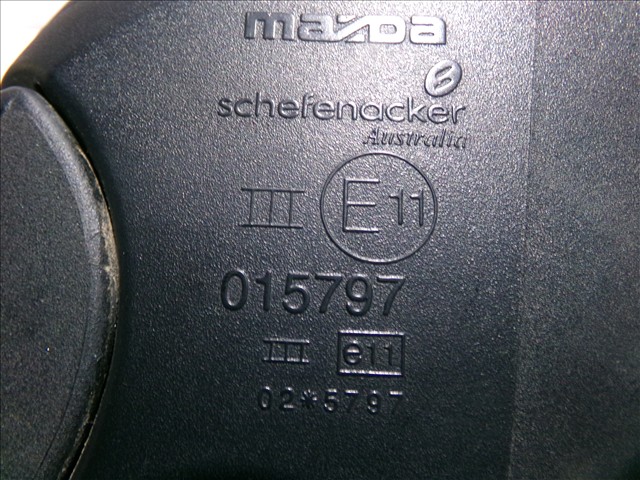 mazda
schefenacker
Australia
III E11
015797
III e11
02*5797